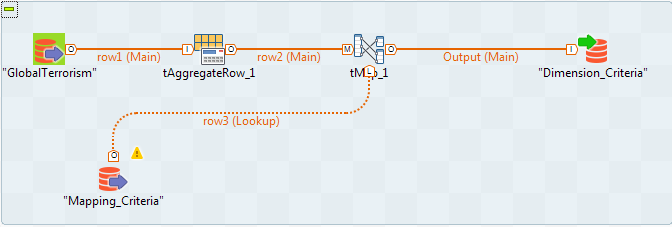 row1 (Main)
row2 (Main)
Output (Main)
"GlobalTerrorism"
tAggregateRow_1
"Dimension_Criteria"
row3 (Lookup)
"Mapping_Criteria"
O
I
O
M
O
I
O